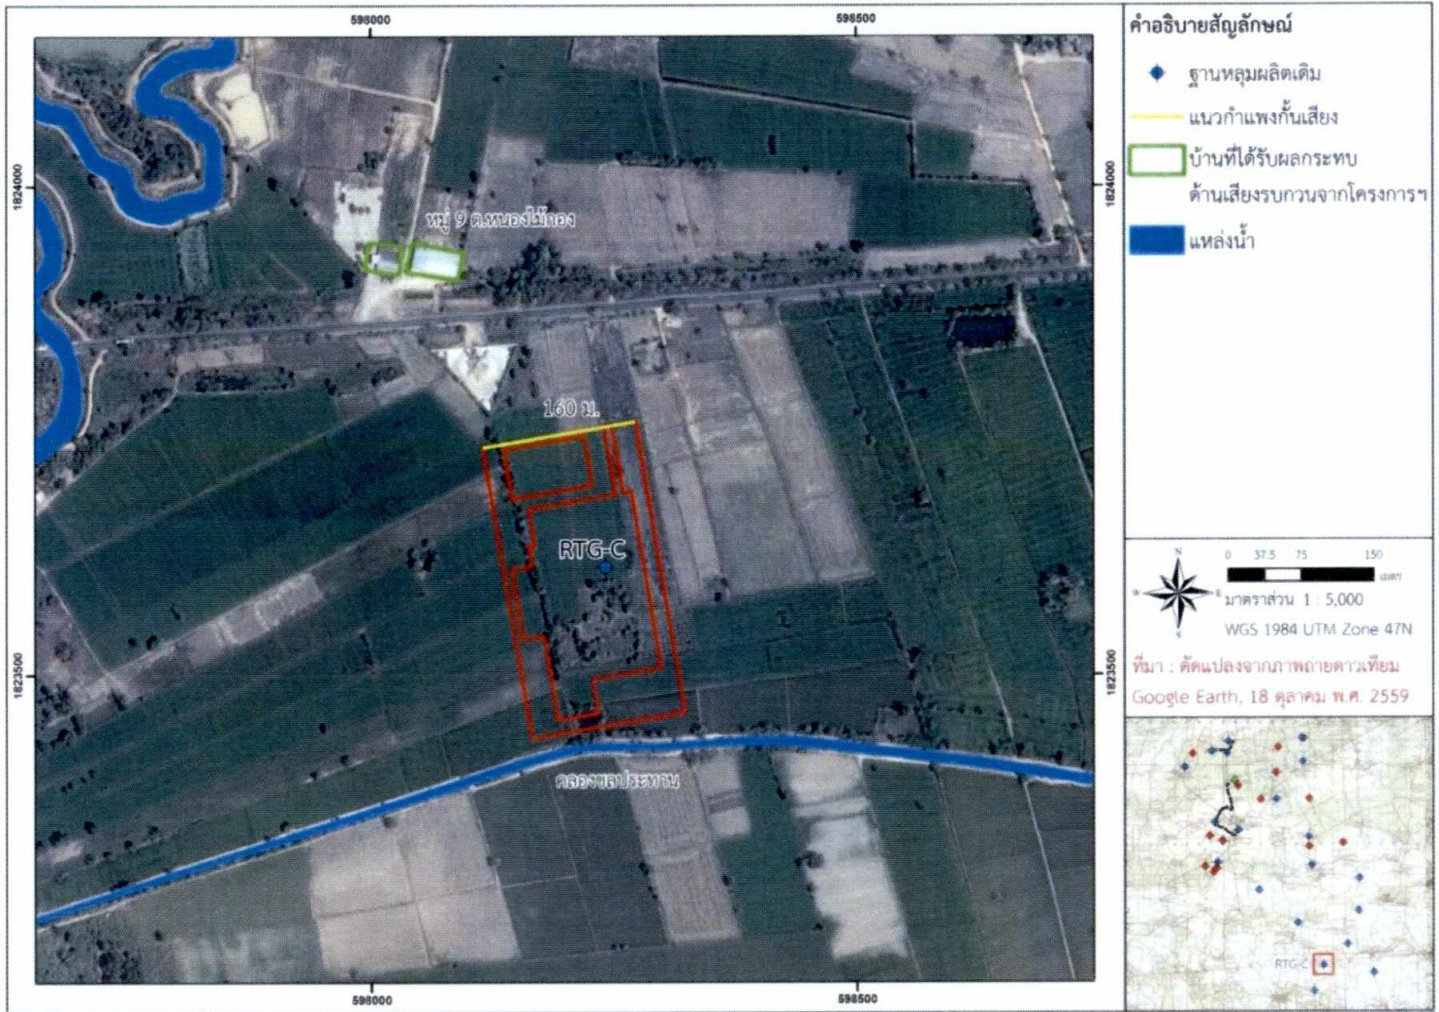 598000
598500
1824000
1824000
หมู่ 9 ต.หนองไม้กอง
160 ม.
RTG-C
1823500
1823500
คลองชลประทาน
598000
598500
คำอธิบายสัญลักษณ์
ฐานหลุมผลิตเดิม
แนวกำแพงกั้นเสียง
บ้านที่ได้รับผลกระทบ
ด้านเสียงรบกวนจากโครงการฯ
แหล่งน้ำ
N
W
E
S
0 37.5 75 150
เมตร
มาตราส่วน 1 : 5,000
WGS 1984 UTM Zone 47N
ที่มา : ดัดแปลงจากภาพถ่ายดาวเทียม
Google Earth, 18 ตุลาคม พ.ศ. 2559
RTG-C